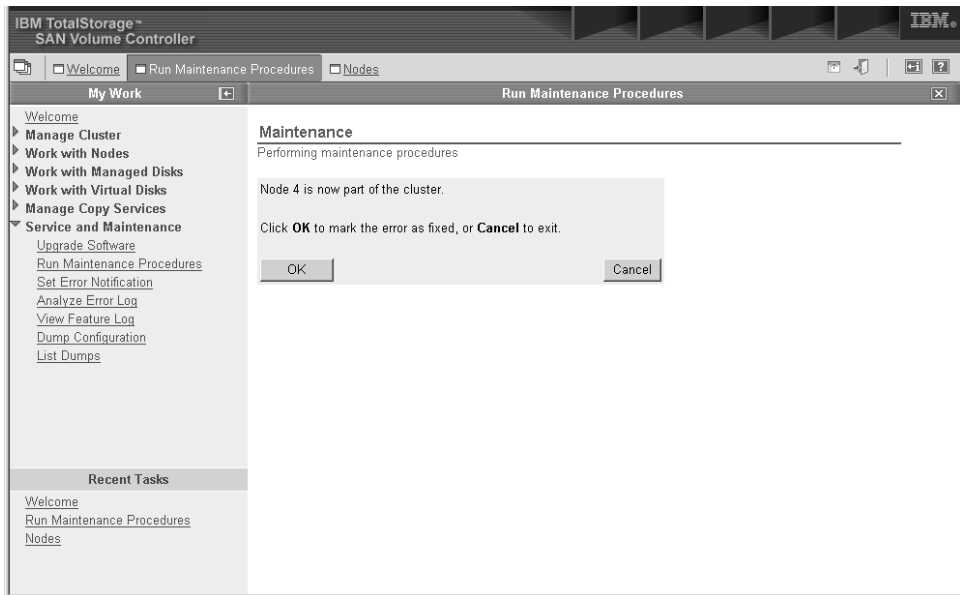 IBM TotalStorage™
SAN Volume Controller
IBM®
Welcome
Run Maintenance Procedures
Nodes
?
My Work
Run Maintenance Procedures
Welcome
Manage Cluster
Work with Nodes
Work with Managed Disks
Work with Virtual Disks
Manage Copy Services
Service and Maintenance
Upgrade Software
Run Maintenance Procedures
Set Error Notification
Analyze Error Log
View Feature Log
Dump Configuration
List Dumps
Recent Tasks
Welcome
Run Maintenance Procedures
Nodes
Maintenance
Performing maintenance procedures
Node 4 is now part of the cluster.
Click OK to mark the error as fixed, or Cancel to exit.
OK
Cancel